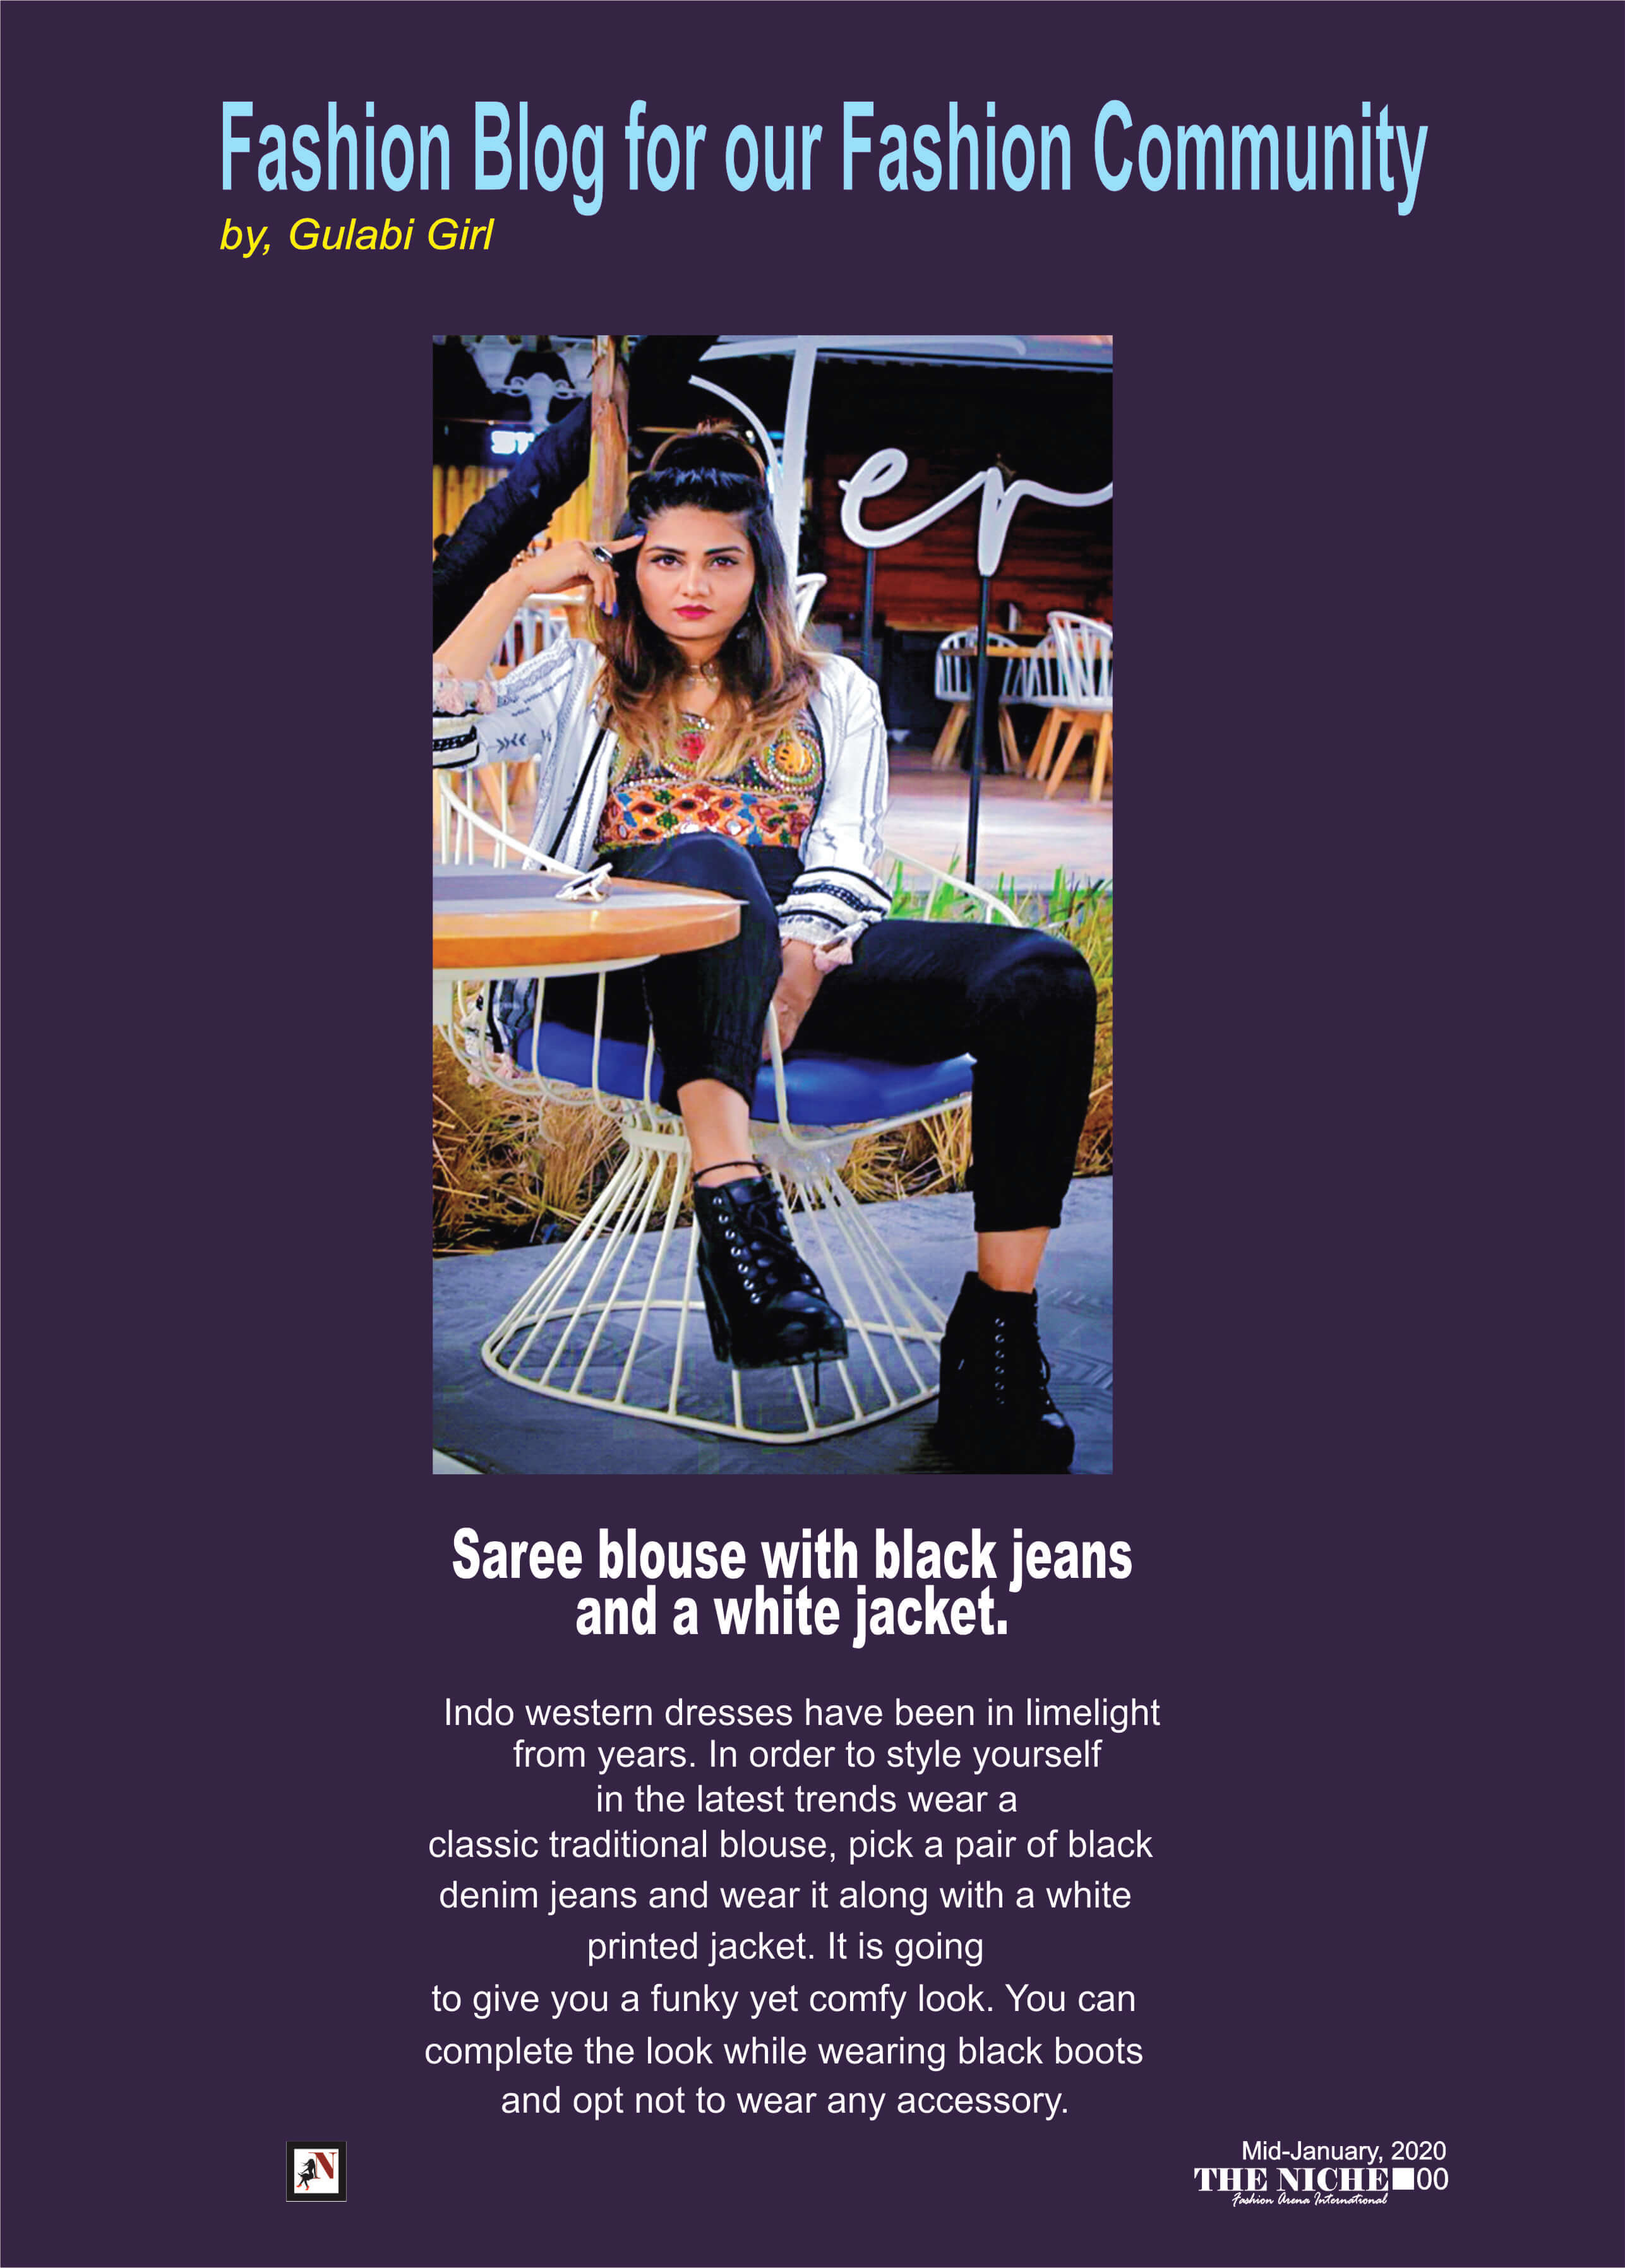 Fashion Blog for our Fashion Community
by, Gulabi Girl
er
Saree blouse with black jeans
and a white jacket.
Indo western dresses have been in limelight
from years. In order to style yourself
in the latest trends wear a
classic traditional blouse, pick a pair of black
denim jeans and wear it along with a white
printed jacket. It is going
to give you a funky yet comfy look. You can
complete the look while wearing black boots
and opt not to wear any accessory.
N
Mid-January, 2020
THE NICHE■00
Fashion Arena International